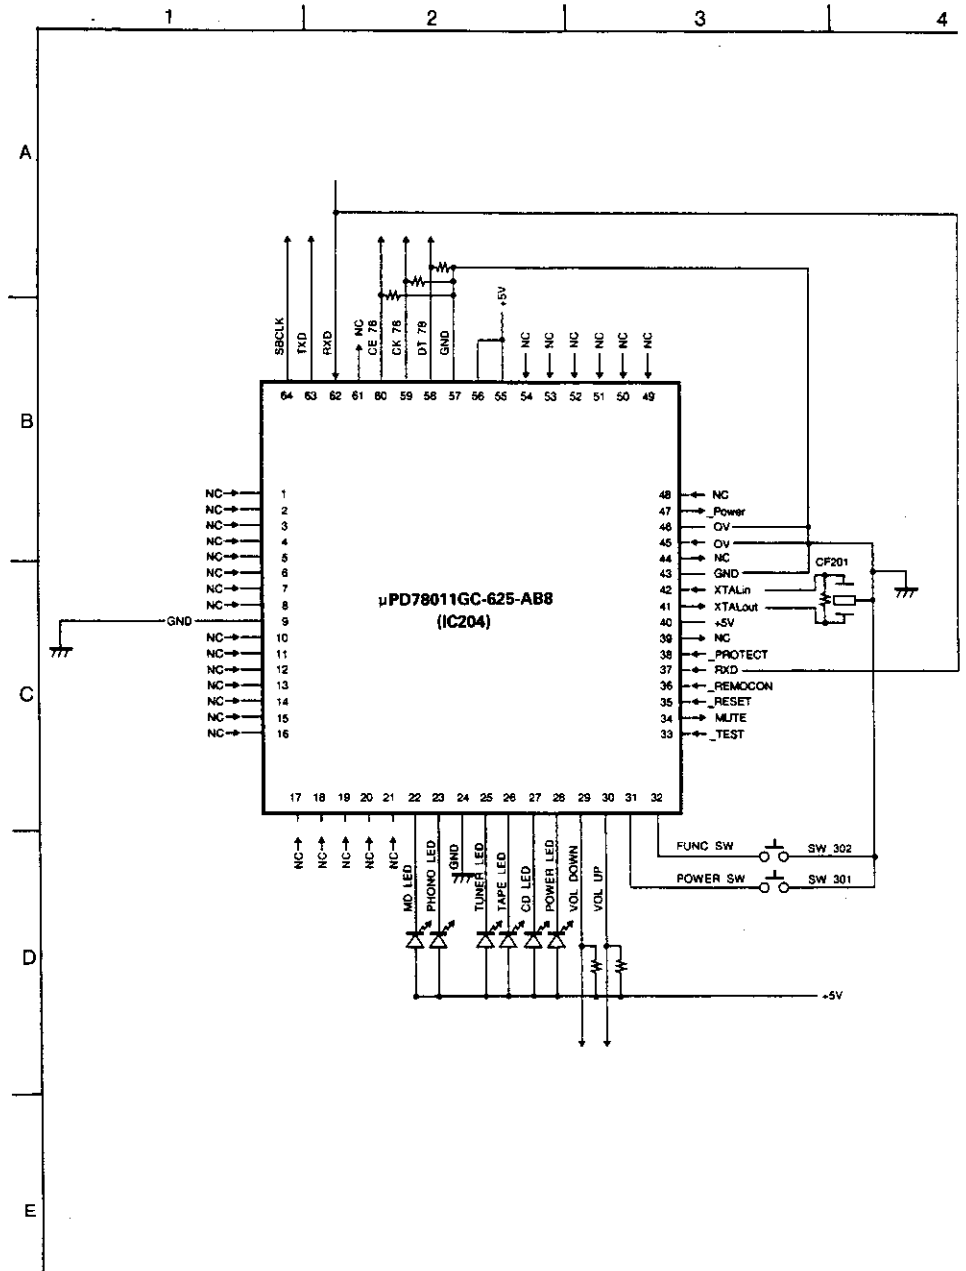 1
2
3
4
A
B
C
D
E
SBCLK
TXD
RXD
NC
CE 78
CK 78
DT 78
GND
+5V
NC
NC
NC
NC
NC
NC
64
63
62
61
60
59
58
57
56
55
54
53
52
51
50
49
NC 1
NC 2
NC 3
NC 4
NC 5
NC 6
NC 7
NC 8
GND 9
NC 10
NC 11
NC 12
NC 13
NC 14
NC 15
NC 16
μPD78011GC-625-AB8
(IC204)
48 NC
47 _Power
46 OV
45 OV
44 NC
43 GND
42 XTALin
41 XTALout
40 +5V
39 NC
38 _PROTECT
37 RXD
36 _REMOCON
35 _RESET
34 MUTE
33 _TEST
CF201
17
18
19
20
21
22
23
24
25
26
27
28
29
30
31
32
NC
NC
NC
NC
NC
MD LED
PHONO LED
GND
TUNER LED
TAPE LED
CD LED
POWER LED
VOL DOWN
VOL UP
FUNC SW
SW 302
POWER SW
SW 301
+5V